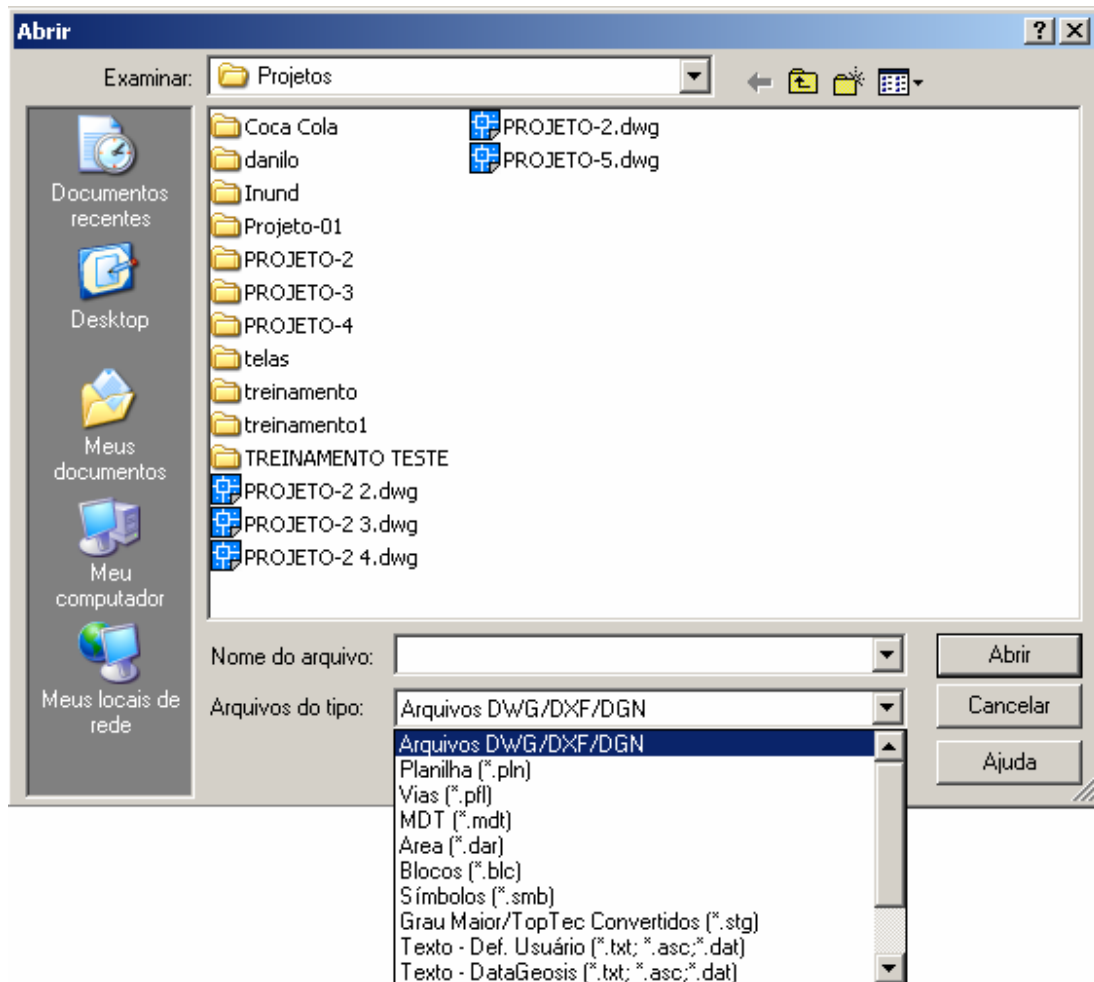 Abrir
Examinar:
Projetos
Documentos
recentes
Desktop
Meus
documentos
Meu
computador
Meus locais de
rede
Coca Cola
danilo
Inund
Projeto-01
PROJETO-2
PROJETO-3
PROJETO-4
telas
treinamento
treinamento1
TREINAMENTO TESTE
PROJETO-2 2.dwg
PROJETO-2 3.dwg
PROJETO-2 4.dwg
PROJETO-2.dwg
PROJETO-5.dwg
Nome do arquivo:
Abrir
Arquivos do tipo:
Arquivos DWG/DXF/DGN
Cancelar
Ajuda
Arquivos DWG/DXF/DGN
Planilha (*.pln)
Vias (*.pfl)
MDT (*.mdt)
Area (*.dar)
Blocos (*.blc)
Símbolos (*.smb)
Grau Maior/TopTec Convertidos (*.stg)
Texto - Def. Usuário (*.txt; *.asc;*.dat)
Texto - DataGeosis (*.txt; *.asc;*.dat)